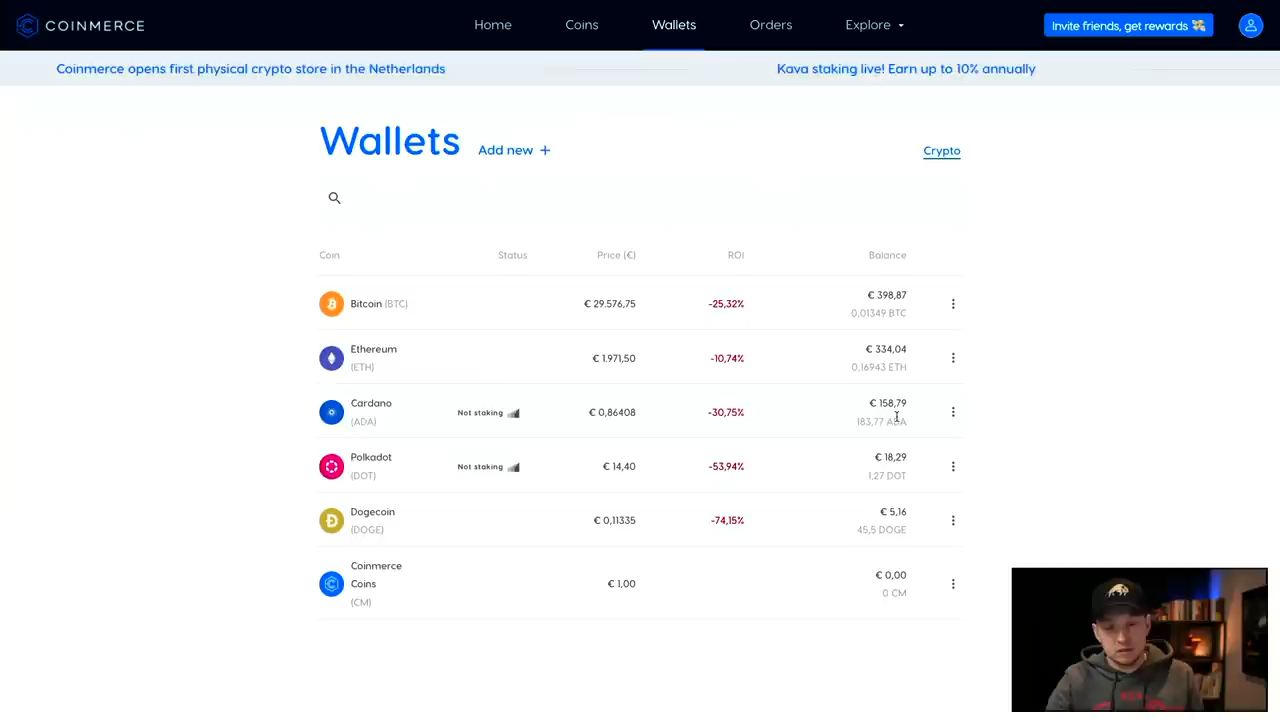 COINMERCE
Home
Coins
Wallets
Orders
Explore
Invite friends, get rewards 💸
Coinmerce opens first physical crypto store in the Netherlands
Kava staking live! Earn up to 10% annually
Wallets
Add new +
Crypto
Coin
Status
Price (€)
ROI
Balance
Bitcoin (BTC)
€ 29.576,75
-25,32%
€ 398,87
0,01349 BTC
Ethereum
(ETH)
€ 1.971,50
-10,74%
€ 334,04
0,16943 ETH
Cardano
(ADA)
Not staking
€ 0,86408
-30,75%
€ 158,79
183,77 ADA
Polkadot
(DOT)
Not staking
€ 14,40
-53,94%
€ 18,29
1,27 DOT
Dogecoin
(DOGE)
€ 0,11335
-74,15%
€ 5,16
45,5 DOGE
Coinmerce
Coins
(CM)
€ 1,00
€ 0,00
0 CM